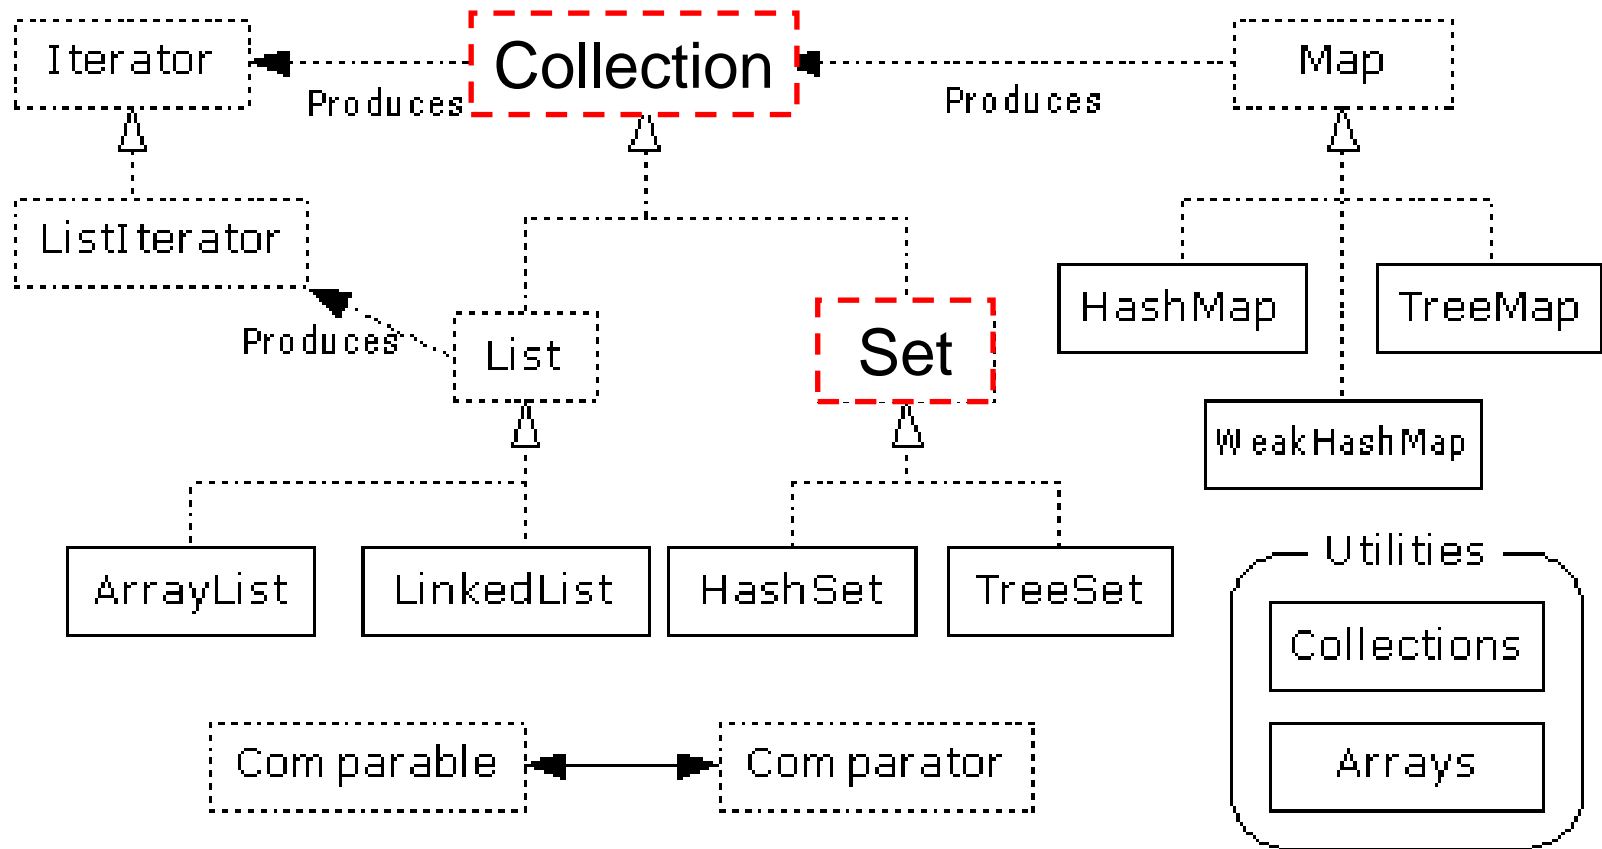 Iterator
Collection
Map
Produces
Produces
ListIterator
Produces
List
Set
HashMap
TreeMap
WeakHashMap
ArrayList
LinkedList
HashSet
TreeSet
Utilities
Collections
Arrays
Comparable
Comparator